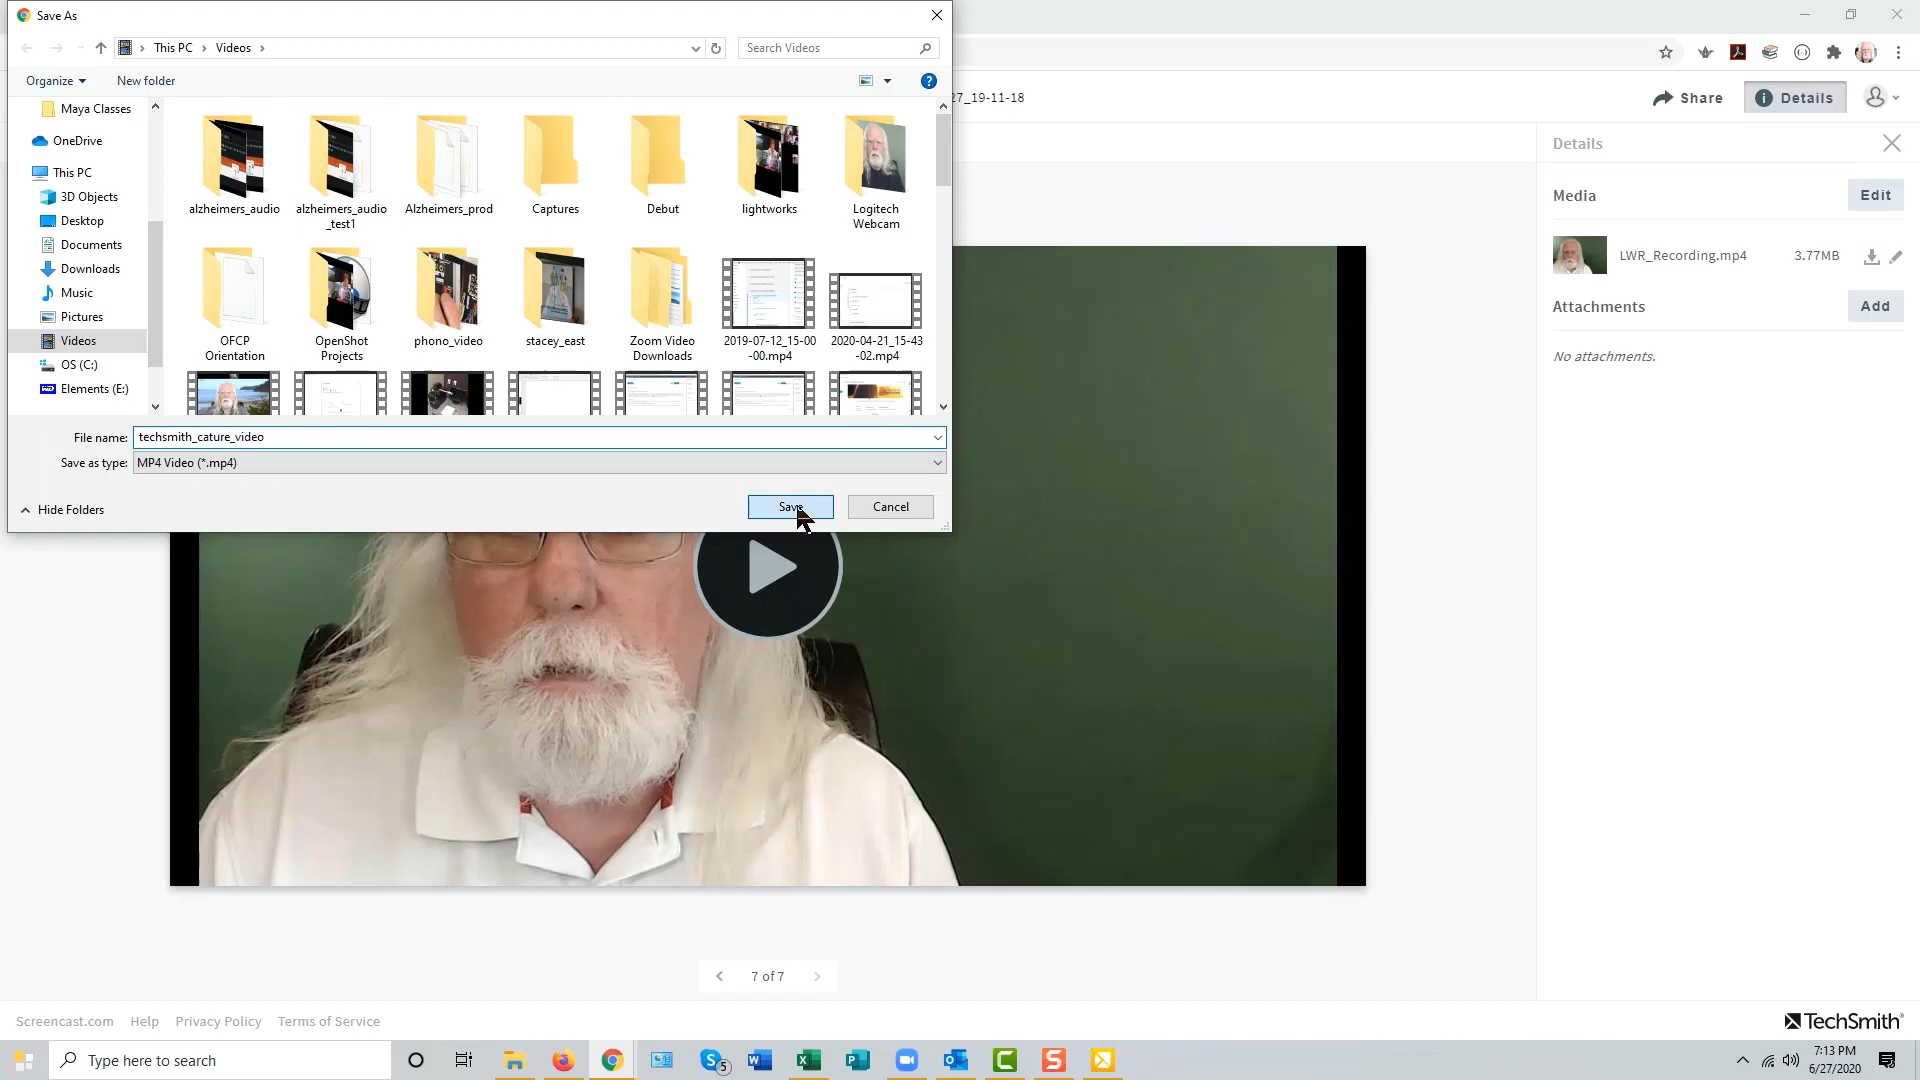 Save As
This PC
Videos
Search Videos
Organize
New folder
?
27_19-11-18
Share
Details
Maya Classes
OneDrive
This PC
3D Objects
Desktop
Documents
Downloads
Music
Pictures
Videos
OS (C:)
Elements (E:)
alzheimers_audio
alzheimers_audio
_test1
Alzheimers_prod
Captures
Debut
lightworks
Logitech
Webcam
OFCP
Orientation
OpenShot
Projects
phono_video
stacey_east
Zoom Video
Downloads
2019-07-12_15-00
-00.mp4
2020-04-21_15-43
-02.mp4
File name:
techsmith_cature_video
Save as type:
MP4 Video (*.mp4)
Hide Folders
Save
Cancel
Details
Media
Edit
LWR_Recording.mp4
3.77MB
Attachments
Add
No attachments.
7 of 7
Screencast.com
Help
Privacy Policy
Terms of Service
TechSmith
Type here to search
5
7:13 PM
6/27/2020